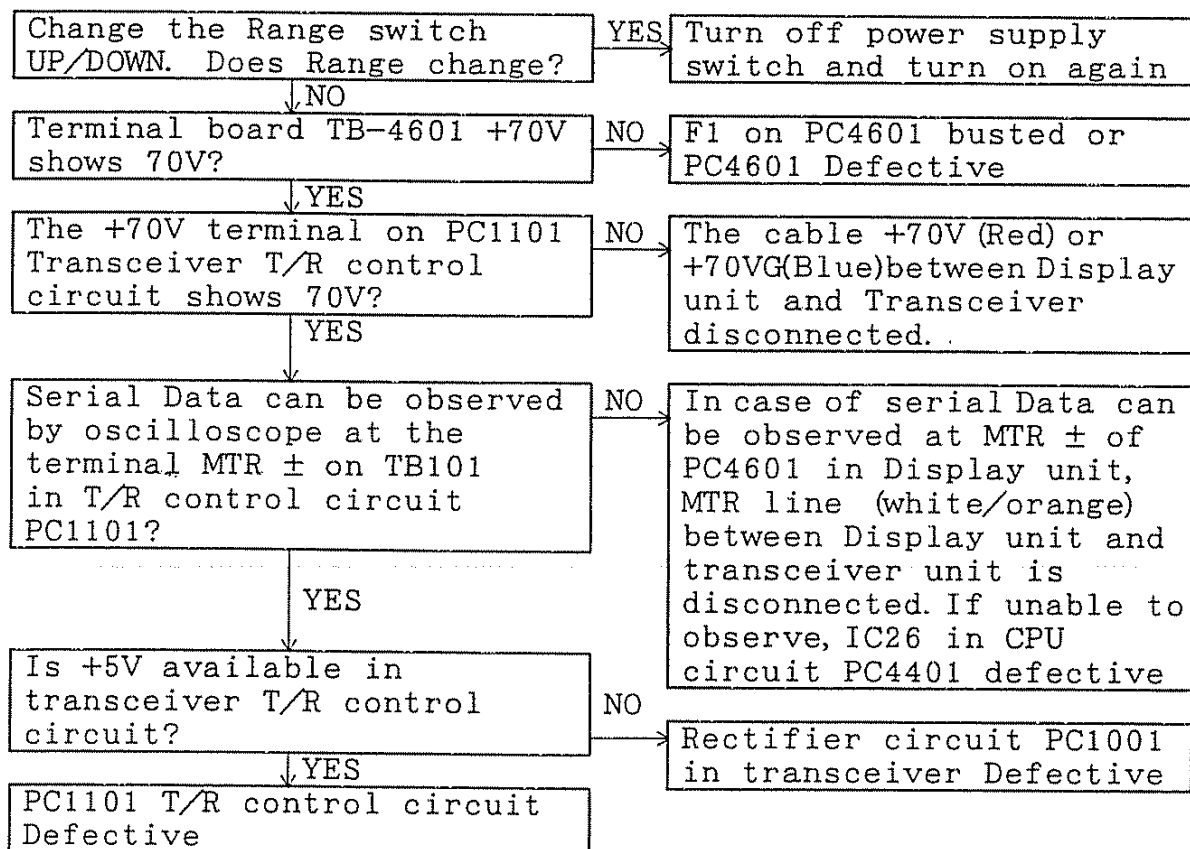 Change the Range switch
UP/DOWN. Does Range change?
YES
Turn off power supply
switch and turn on again
NO
Terminal board TB-4601 +70V
shows 70V?
NO
F1 on PC4601 busted or
PC4601 Defective
YES
The +70V terminal on PC1101
Transceiver T/R control
circuit shows 70V?
NO
The cable +70V (Red) or
+70VG(Blue)between Display
unit and Transceiver
disconnected.
YES
Serial Data can be observed
by oscilloscope at the
terminal MTR ± on TB101
in T/R control circuit
PC1101?
NO
In case of serial Data can
be observed at MTR ± of
PC4601 in Display unit,
MTR line (white/orange)
between Display unit and
transceiver unit is
disconnected. If unable to
observe, IC26 in CPU
circuit PC4401 defective
YES
Is +5V available in
transceiver T/R control
circuit?
NO
Rectifier circuit PC1001
in transceiver Defective
YES
PC1101 T/R control circuit
Defective